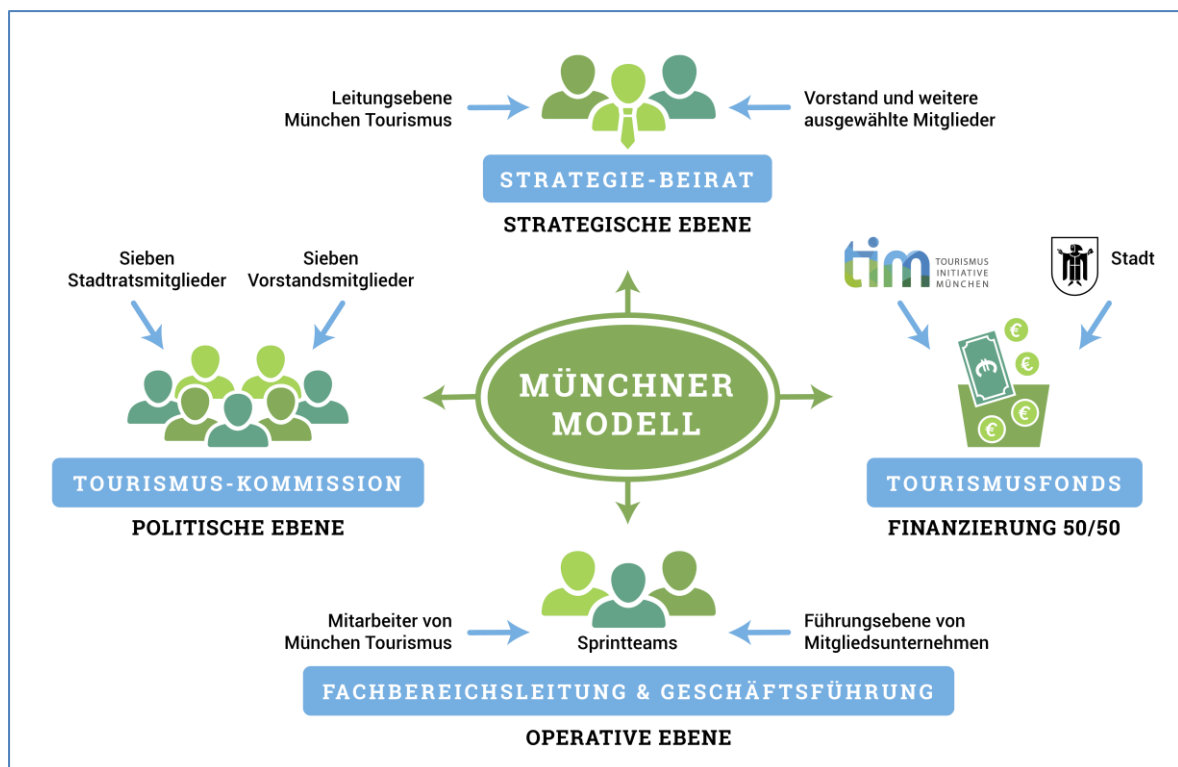 Leitungsebene
München Tourismus
Vorstand und weitere
ausgewählte Mitglieder
STRATEGIE-BEIRAT
STRATEGISCHE EBENE
Sieben
Stadtratsmitglieder
Sieben
Vorstandsmitglieder
tim
TOURISMUS
INITIATIVE
MÜNCHEN
Stadt
MÜNCHNER
MODELL
€
€
€
€
€
TOURISMUS-KOMMISSION
POLITISCHE EBENE
TOURISMUSFONDS
FINANZIERUNG 50/50
Mitarbeiter von
München Tourismus
Sprintteams
Führungsebene von
Mitgliedsunternehmen
FACHBEREICHSLEITUNG & GESCHÄFTSFÜHRUNG
OPERATIVE EBENE